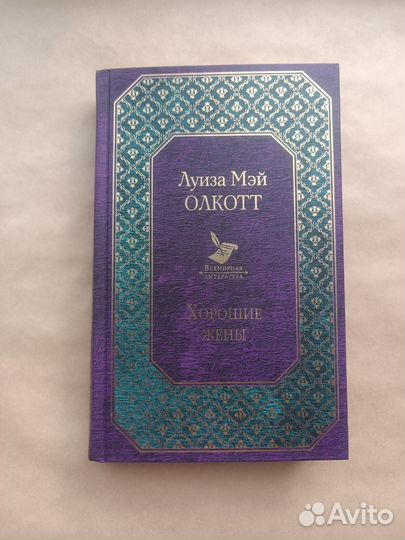 Луиза Мэй
ОЛКОТТ
Всемирная
литература
Хорошие
жены
Avito